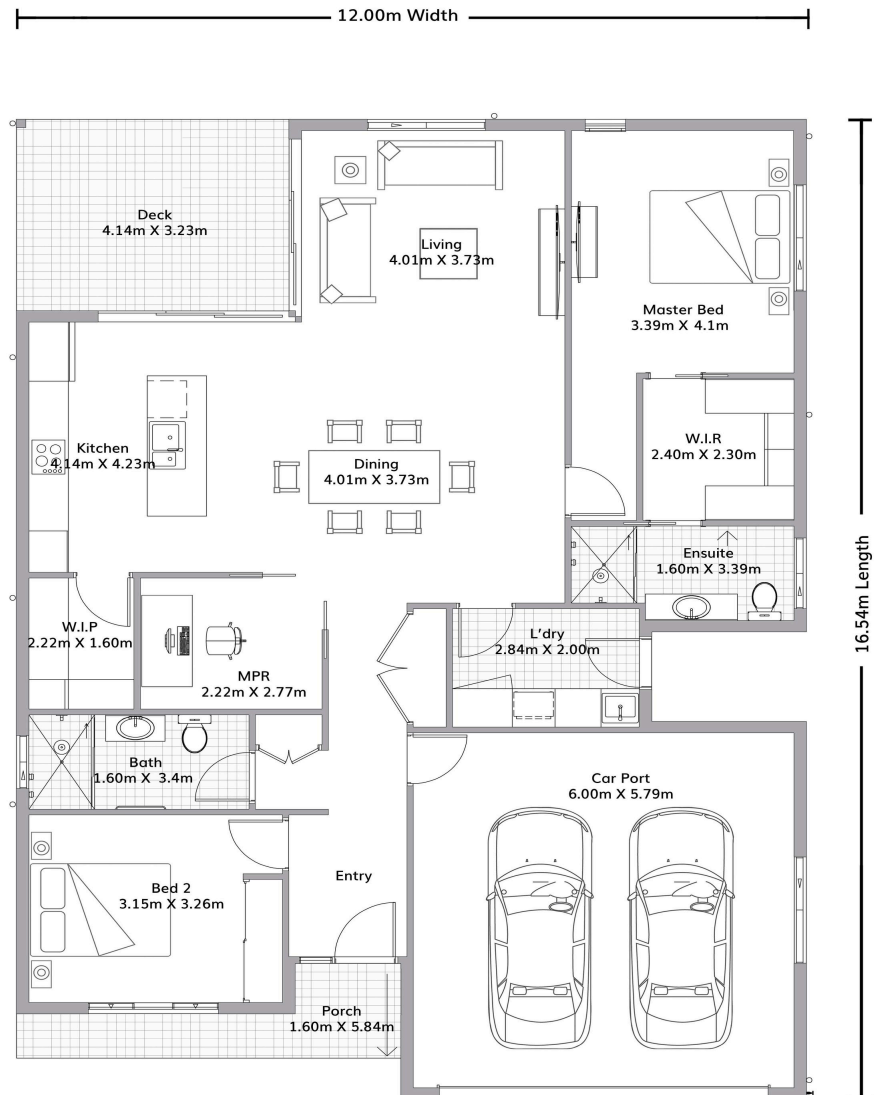 12.00m Width
Deck
4.14m X 3.23m
Living
4.01m X 3.73m
Master Bed
3.39m X 4.1m
Kitchen
4.14m X 4.23m
Dining
4.01m X 3.73m
W.I.R
2.40m X 2.30m
Ensuite
1.60m X 3.39m
16.54m Length
W.I.P
2.22m X 1.60m
MPR
2.22m X 2.77m
L'dry
2.84m X 2.00m
Bath
1.60m X 3.4m
Car Port
6.00m X 5.79m
Bed 2
3.15m X 3.26m
Entry
Porch
1.60m X 5.84m